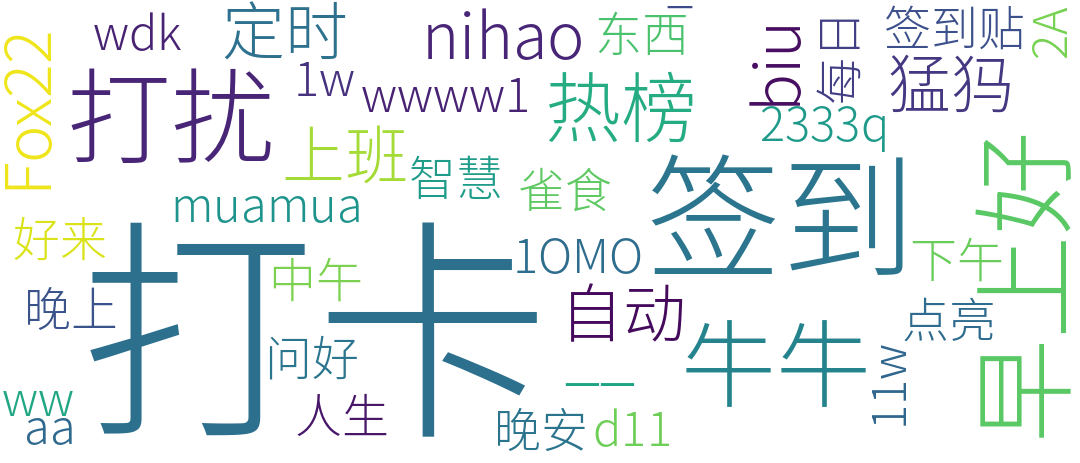 wdk
定时
nihao
东西
一
签到贴
2A
Fox22
打扰
1w
wwww1
热榜
biu
每日
猛犸
2333q
上班
智慧
雀食
签到
早上好
muamua
好来
打卡
中午
1OMO
下午
晚上
问好
自动
牛牛
点亮
11w
ww
aa
人生
一一
晚安
d11